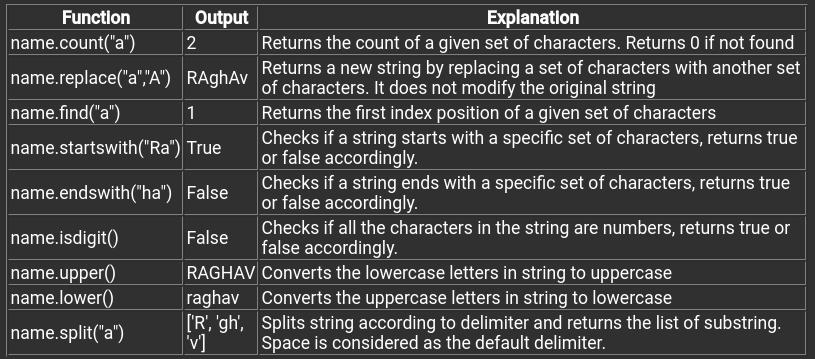 Function Output Explanation
name.count("a") 2 Returns the count of a given set of characters. Returns 0 if not found
name.replace("a","A") RAghAv Returns a new string by replacing a set of characters with another set
of characters. It does not modify the original string
name.find("a") 1 Returns the first index position of a given set of characters
name.startswith("Ra") True Checks if a string starts with a specific set of characters, returns true
or false accordingly.
name.endswith("ha") False Checks if a string ends with a specific set of characters, returns true
or false accordingly.
name.isdigit() False Checks if all the characters in the string are numbers, returns true or
false accordingly.
name.upper() RAGHAV Converts the lowercase letters in string to uppercase
name.lower() raghav Converts the uppercase letters in string to lowercase
name.split("a") ['R', 'gh', Splits string according to delimiter and returns the list of substring.
'v'] Space is considered as the default delimiter.